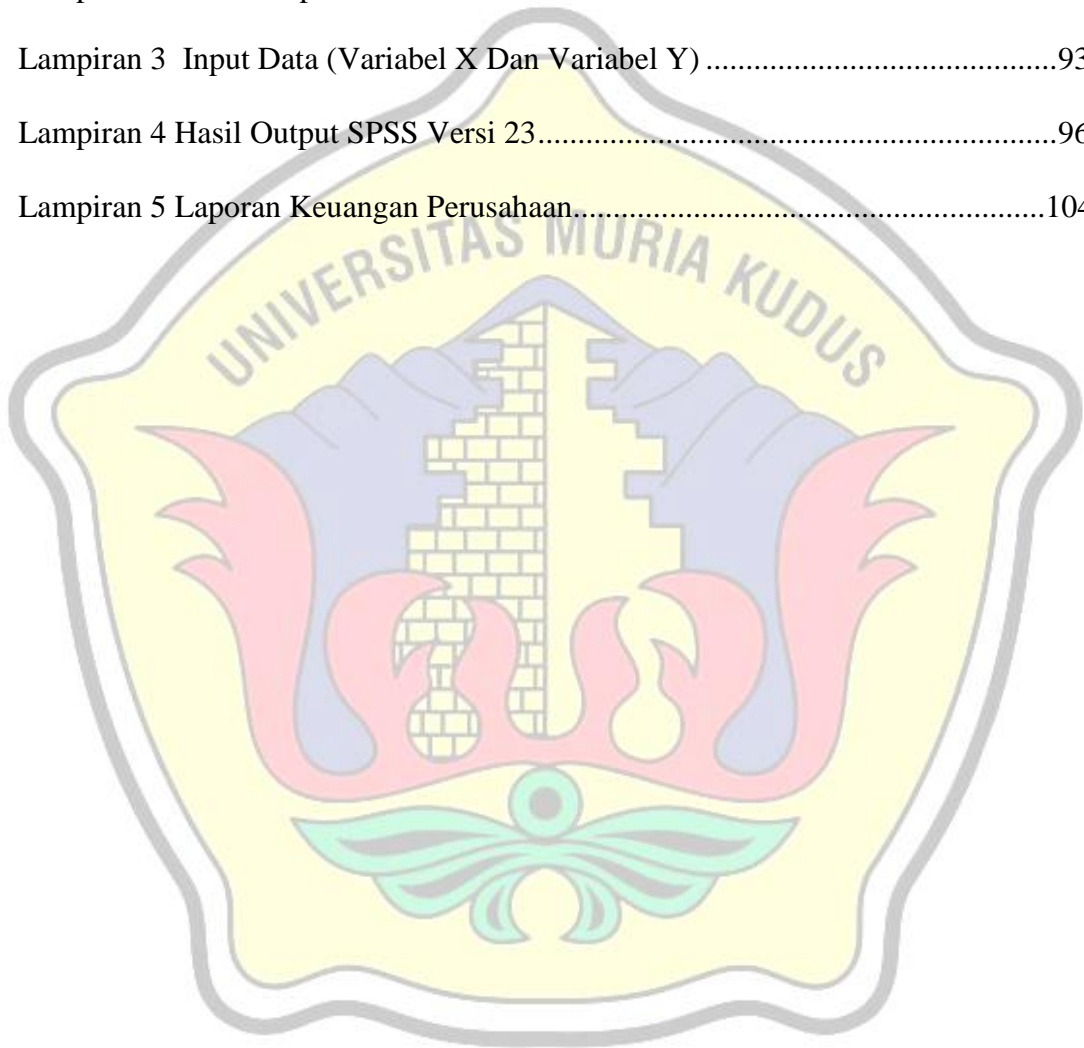 Lampiran 3  Input Data (Variabel X Dan Variabel Y) ..........................................93
Lampiran 4 Hasil Output SPSS Versi 23...............................................................96
Lampiran 5 Laporan Keuangan Perusahaan.........................................................104
UNIVERSITAS MURIA KUDUS